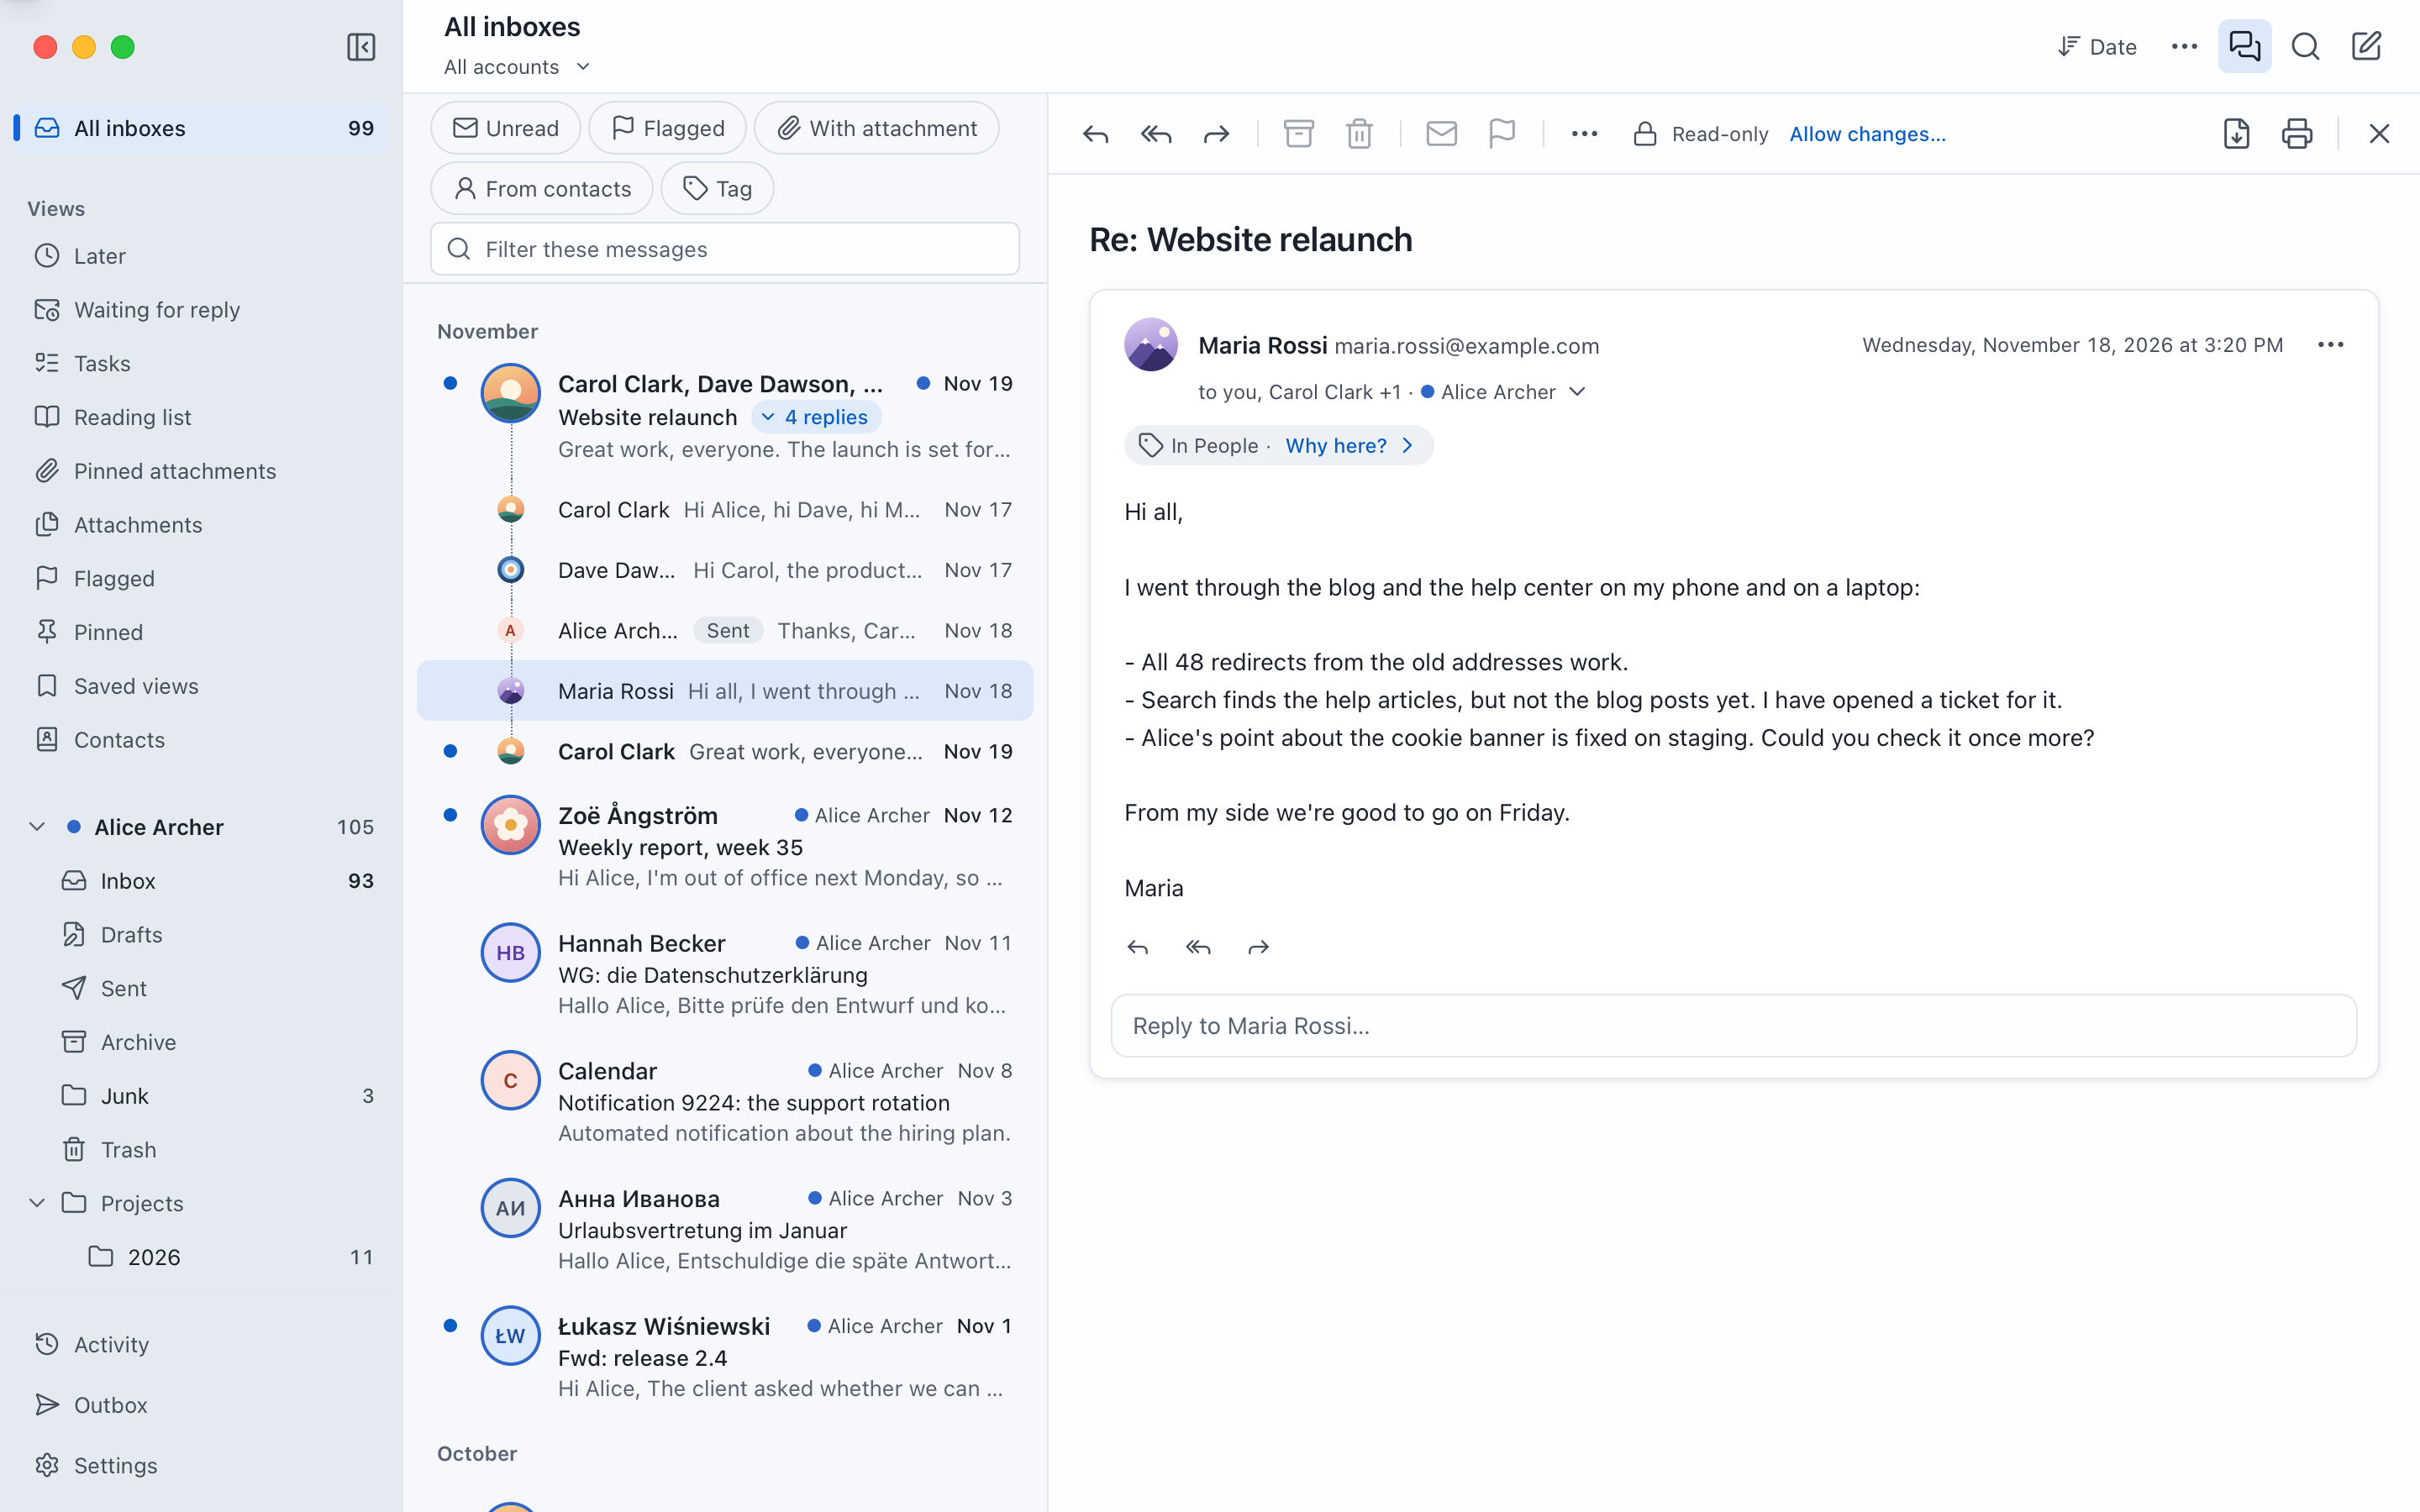 All inboxes
99
Views
Later
Waiting for reply
Tasks
Reading list
Pinned attachments
Attachments
Flagged
Pinned
Saved views
Contacts
Alice Archer
105
Inbox
93
Drafts
Sent
Archive
Junk
3
Trash
Projects
2026
11
Activity
Outbox
Settings
All inboxes
All accounts
Date
Unread
Flagged
With attachment
From contacts
Tag
Filter these messages
November
Carol Clark, Dave Dawson, ...
Nov 19
Website relaunch
4 replies
Great work, everyone. The launch is set for...
Carol Clark Hi Alice, hi Dave, hi M... Nov 17
Dave Daw... Hi Carol, the product... Nov 17
A Alice Arch... Sent Thanks, Car... Nov 18
Maria Rossi Hi all, I went through ... Nov 18
Carol Clark Great work, everyone... Nov 19
Zoë Ångström Alice Archer Nov 12
Weekly report, week 35
Hi Alice, I'm out of office next Monday, so ...
HB
Hannah Becker Alice Archer Nov 11
WG: die Datenschutzerklärung
Hallo Alice, Bitte prüfe den Entwurf und ko...
C
Calendar Alice Archer Nov 8
Notification 9224: the support rotation
Automated notification about the hiring plan.
АИ
Анна Иванова Alice Archer Nov 3
Urlaubsvertretung im Januar
Hallo Alice, Entschuldige die späte Antwort...
ŁW
Łukasz Wiśniewski Alice Archer Nov 1
Fwd: release 2.4
Hi Alice, The client asked whether we can ...
October
Read-only Allow changes...
Re: Website relaunch
Maria Rossi maria.rossi@example.com
Wednesday, November 18, 2026 at 3:20 PM
to you, Carol Clark +1 · Alice Archer
In People · Why here?
Hi all,
I went through the blog and the help center on my phone and on a laptop:
- All 48 redirects from the old addresses work.
- Search finds the help articles, but not the blog posts yet. I have opened a ticket for it.
- Alice's point about the cookie banner is fixed on staging. Could you check it once more?
From my side we're good to go on Friday.
Maria
Reply to Maria Rossi...